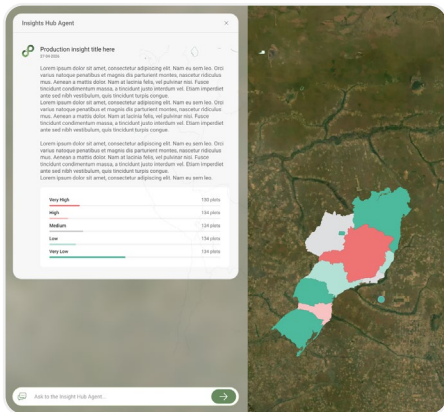 Insights Hub Agent
Production insight title here
Lorem ipsum dolor sit amet, consectetur adipiscing elit. Nam eu sem leo. Orci
varius natoque penatibus et magnis dis parturient montes, nascetur ridiculus
mus. Aenean a mattis dolor. Nam at lacinia felis, vel pulvinar nisi. Fusce
tincidunt condimentum massa, a tincidunt justo interdum vel. Etiam imperdiet
ante sed nibh vestibulum, quis tincidunt turpis congue.
Lorem ipsum dolor sit amet, consectetur adipiscing elit. Nam eu sem leo. Orci
varius natoque penatibus et magnis dis parturient montes, nascetur ridiculus
mus. Aenean a mattis dolor. Nam at lacinia felis, vel pulvinar nisi. Fusce
tincidunt condimentum massa, a tincidunt justo interdum vel. Etiam imperdiet
ante sed nibh vestibulum, quis tincidunt turpis congue.
Lorem ipsum dolor sit amet, consectetur adipiscing elit. Nam eu sem leo. Orci
varius natoque penatibus et magnis dis parturient montes, nascetur ridiculus
mus. Aenean a mattis dolor. Nam at lacinia felis, vel pulvinar nisi. Fusce
tincidunt condimentum massa, a tincidunt justo interdum vel. Etiam imperdiet
ante sed nibh vestibulum, quis tincidunt turpis congue.
Lorem ipsum dolor sit amet, consectetur adipiscing elit. Nam eu sem leo.
Very High 130 plots
High 134 plots
Medium 134 plots
Low 134 plots
Very Low 134 plots
Ask to the Insight Hub Agent...